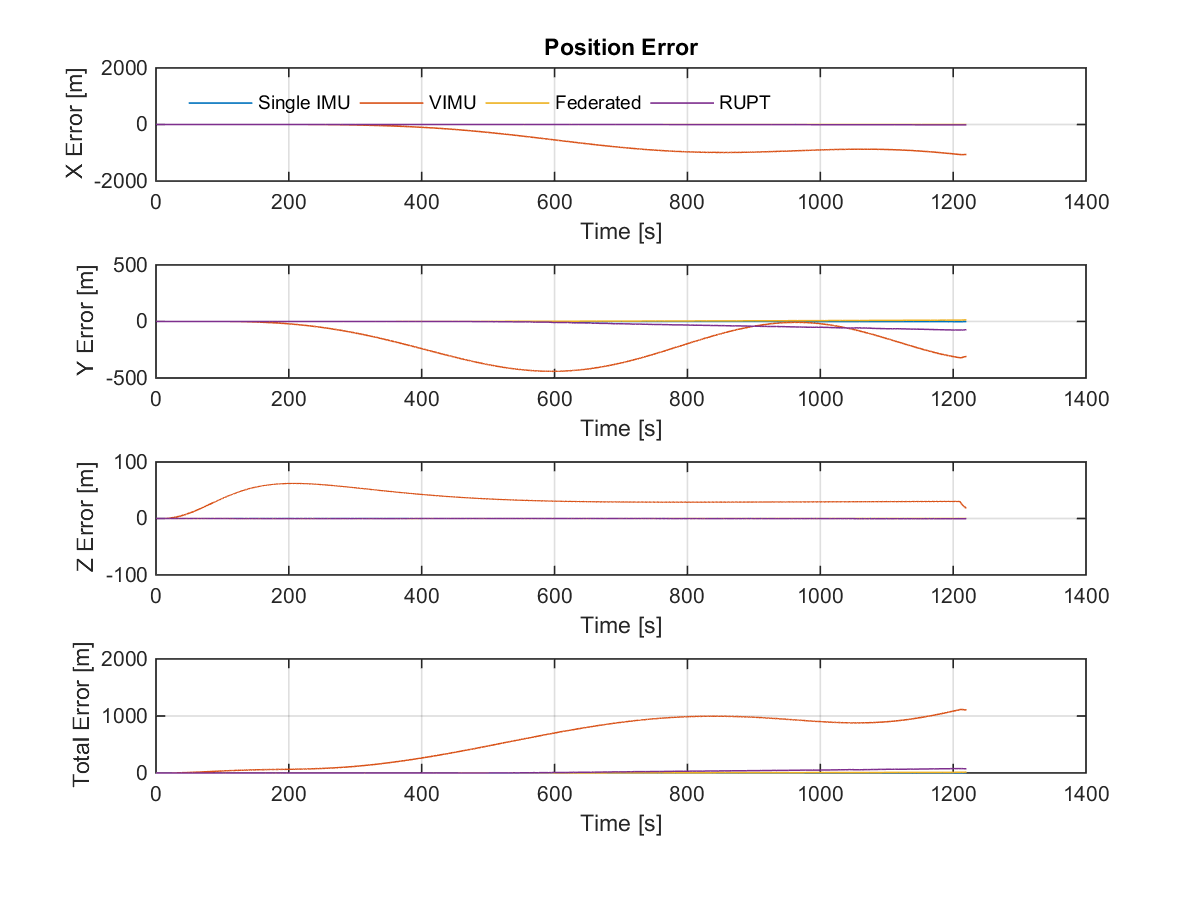 Position Error
X Error [m]
2000
0
-2000
Single IMU VIMU Federated RUPT
0 200 400 600 800 1000 1200 1400
Time [s]
Y Error [m]
500
0
-500
0 200 400 600 800 1000 1200 1400
Time [s]
Z Error [m]
100
0
-100
0 200 400 600 800 1000 1200 1400
Time [s]
Total Error [m]
2000
1000
0
0 200 400 600 800 1000 1200 1400
Time [s]